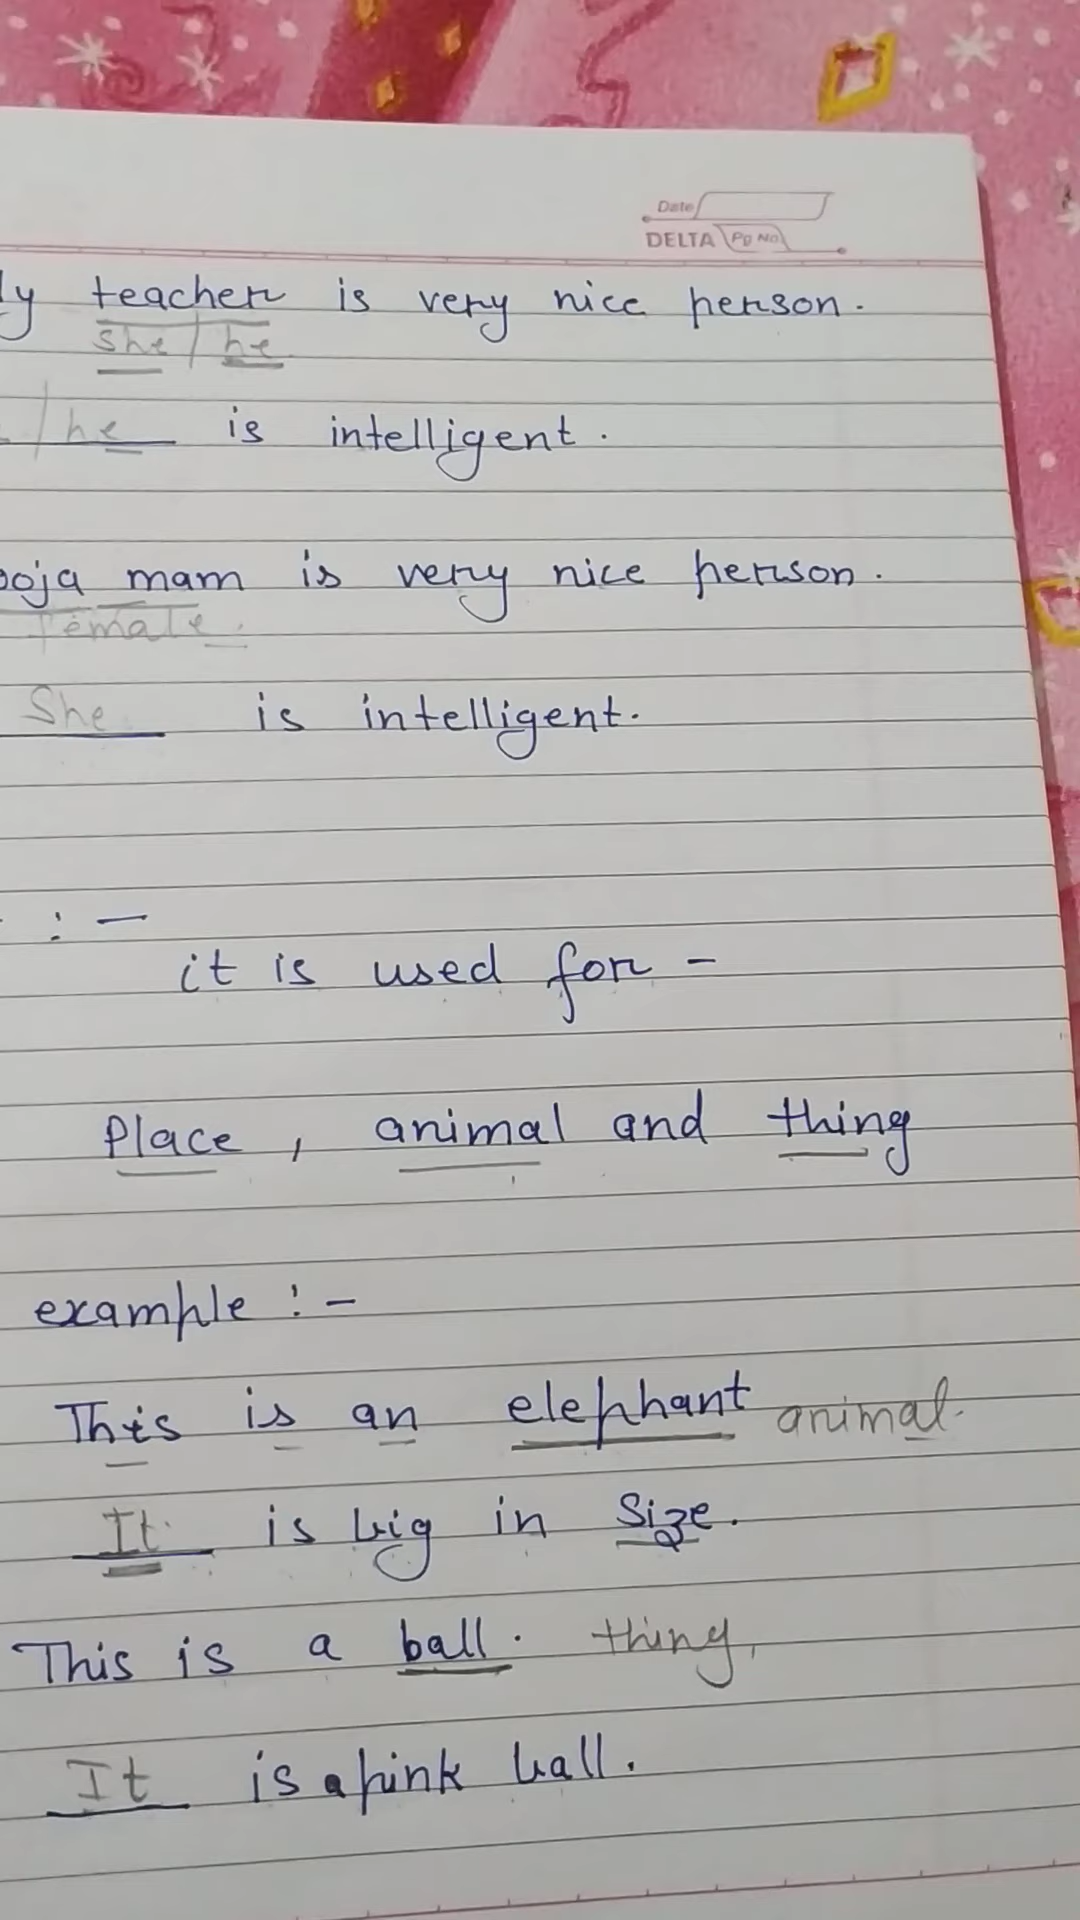 Date
DELTA Pg No.
ly teacher is very nice person.
she / he
/ he is intelligent.
ooja mam is very nice person.
Female.
She is intelligent.
: -
it is used for -
Place , animal and thing
example : -
This is an elephant animal.
It is big in size.
This is a ball. thing,
It is a pink ball.